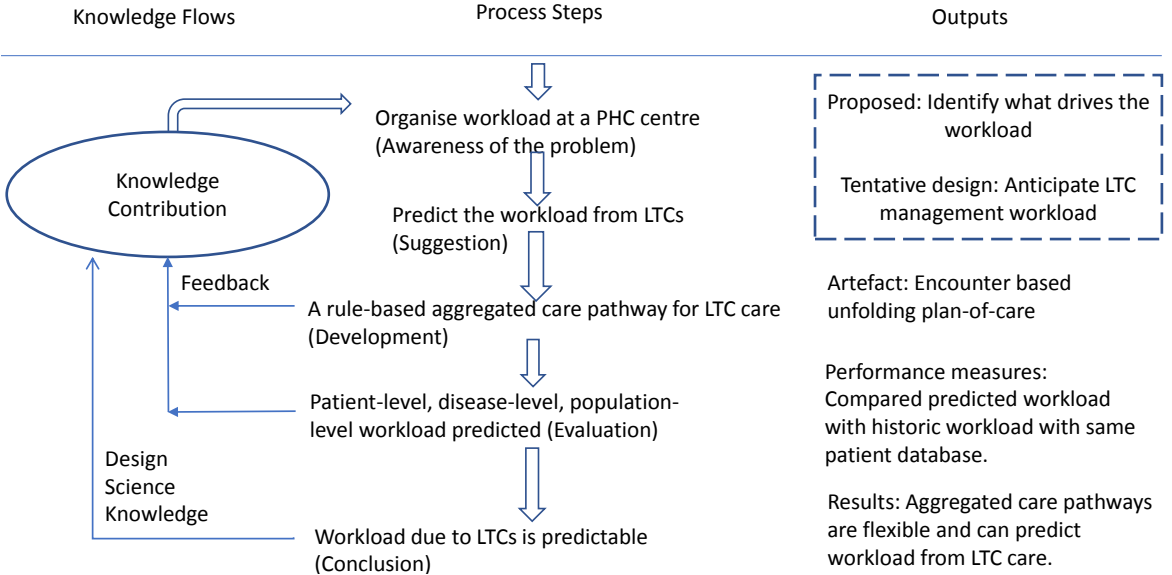 Knowledge Flows
Process Steps
Outputs
Organise workload at a PHC centre
(Awareness of the problem)
Proposed: Identify what drives the
workload
Knowledge
Contribution
Predict the workload from LTCs
(Suggestion)
Tentative design: Anticipate LTC
management workload
Feedback
A rule-based aggregated care pathway for LTC care
(Development)
Artefact: Encounter based
unfolding plan-of-care
Patient-level, disease-level, population-
level workload predicted (Evaluation)
Performance measures:
Compared predicted workload
with historic workload with same
patient database.
Design
Science
Knowledge
Workload due to LTCs is predictable
(Conclusion)
Results: Aggregated care pathways
are flexible and can predict
workload from LTC care.